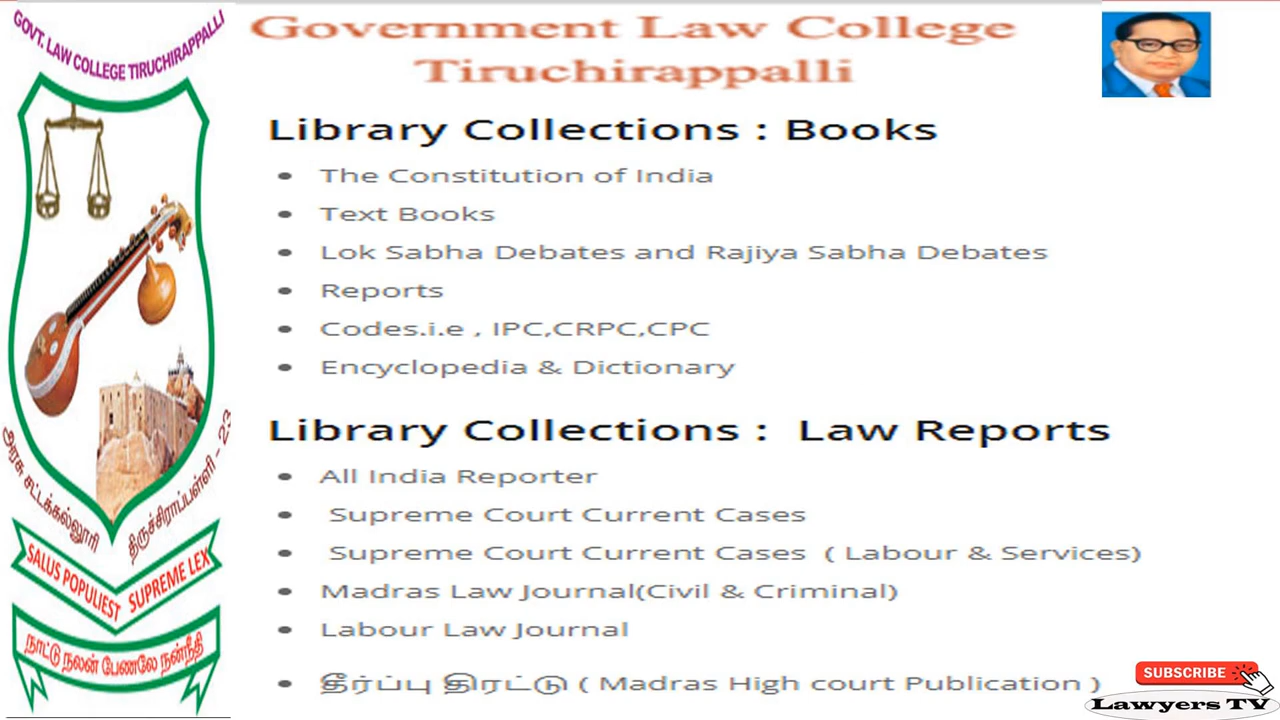 GOVT. LAW COLLEGE TIRUCHIRAPPALLI
அரசு சட்டக்கல்லூரி திருச்சிராப்பள்ளி - 23
SALUS POPULIEST SUPREME LEX
நாட்டு நலன் பேணலே நன்நீதி
Government Law College
Tiruchirappalli
Library Collections : Books
• The Constitution of India
• Text Books
• Lok Sabha Debates and Rajiya Sabha Debates
• Reports
• Codes.i.e , IPC,CRPC,CPC
• Encyclopedia & Dictionary
Library Collections : Law Reports
• All India Reporter
• Supreme Court Current Cases
• Supreme Court Current Cases ( Labour & Services)
• Madras Law Journal(Civil & Criminal)
• Labour Law Journal
• தீர்ப்பு திரட்டு ( Madras High court Publication )
SUBSCRIBE
Lawyers TV